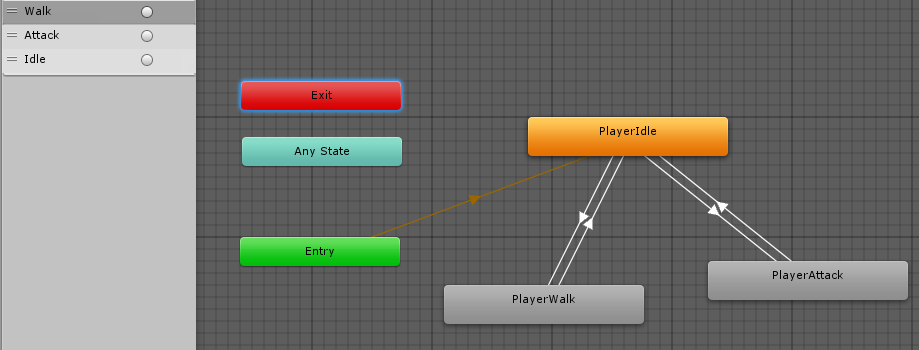 Walk
Attack
Idle
Exit
PlayerIdle
Any State
Entry
PlayerAttack
PlayerWalk